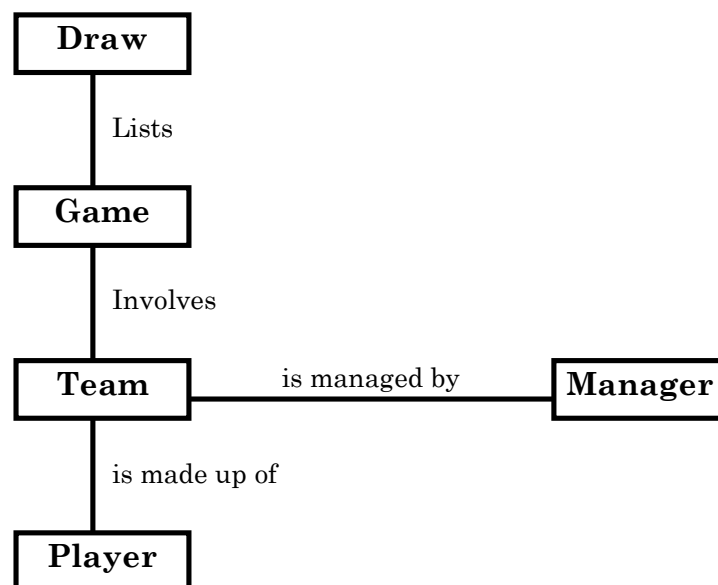 Draw
Lists
Game
Involves
Team
is managed by
Manager
is made up of
Player